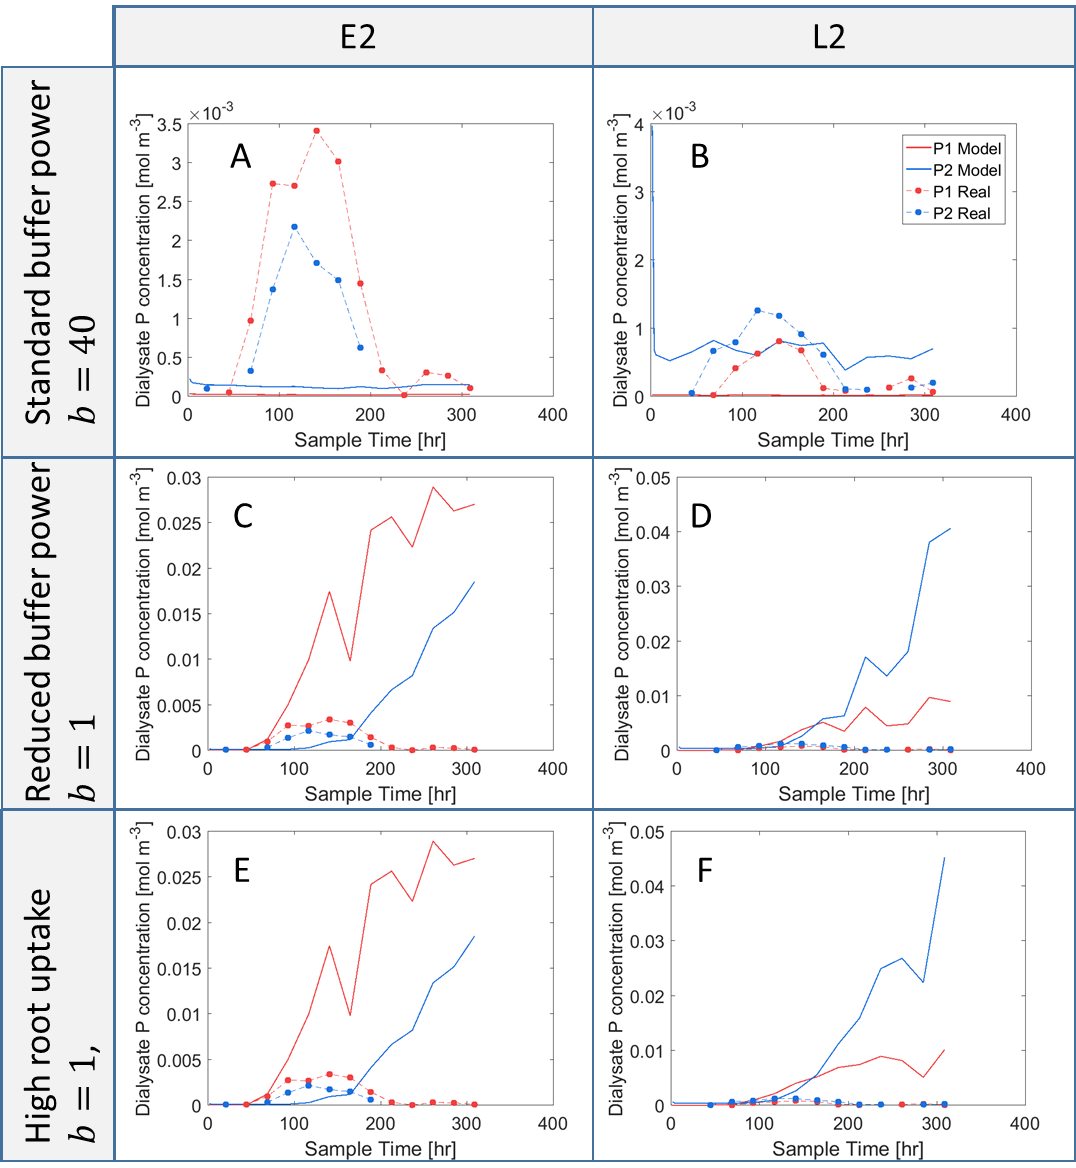 E2
L2
Standard buffer power
b = 40
×10⁻³
Dialysate P concentration [mol m⁻³]
3.5
3
2.5
2
1.5
1
0.5
0
A
0 100 200 300 400
Sample Time [hr]
×10⁻³
Dialysate P concentration [mol m⁻³]
4
3
2
1
0
B
P1 Model
P2 Model
P1 Real
P2 Real
0 100 200 300 400
Sample Time [hr]
Reduced buffer power
b = 1
Dialysate P concentration [mol m⁻³]
0.03
0.025
0.02
0.015
0.01
0.005
0
C
0 100 200 300 400
Sample Time [hr]
Dialysate P concentration [mol m⁻³]
0.05
0.04
0.03
0.02
0.01
0
D
0 100 200 300 400
Sample Time [hr]
High root uptake
b = 1,
Dialysate P concentration [mol m⁻³]
0.03
0.025
0.02
0.015
0.01
0.005
0
E
0 100 200 300 400
Sample Time [hr]
Dialysate P concentration [mol m⁻³]
0.05
0.04
0.03
0.02
0.01
0
F
0 100 200 300 400
Sample Time [hr]